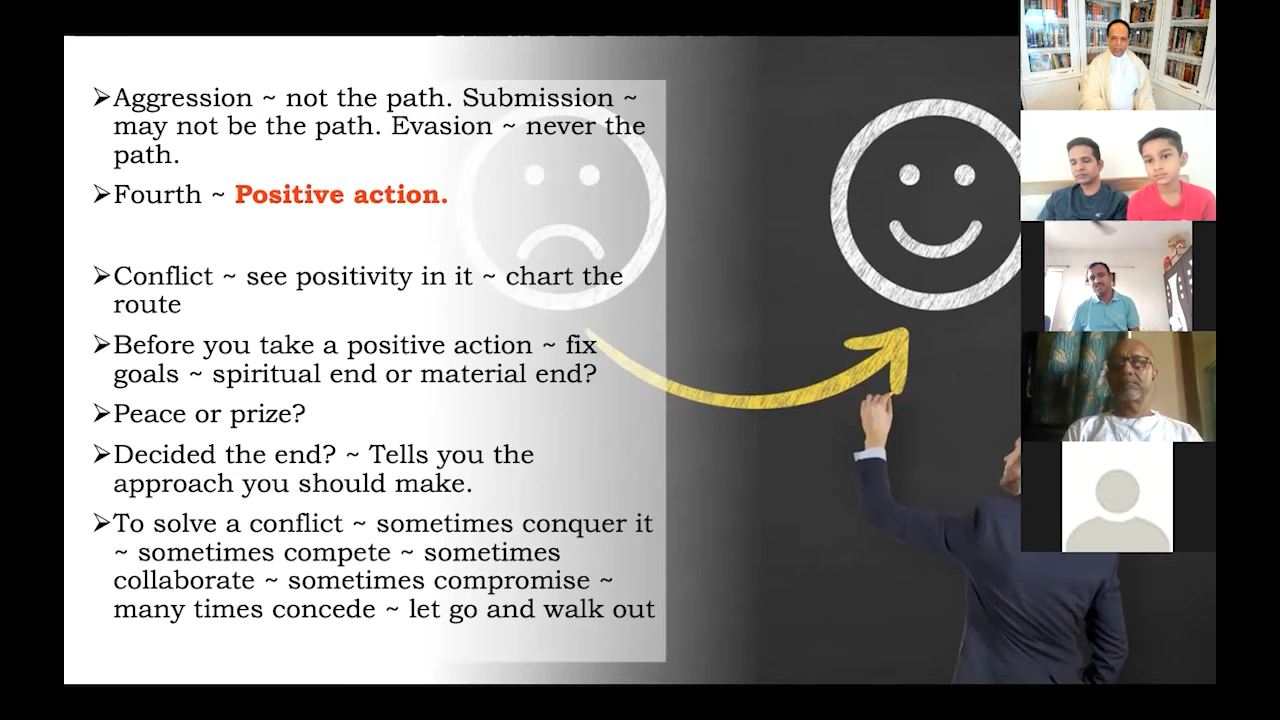 ➢Aggression ~ not the path. Submission ~
may not be the path. Evasion ~ never the
path.
➢Fourth ~ Positive action.
➢Conflict ~ see positivity in it ~ chart the
route
➢Before you take a positive action ~ fix
goals ~ spiritual end or material end?
➢Peace or prize?
➢Decided the end? ~ Tells you the
approach you should make.
➢To solve a conflict ~ sometimes conquer it
~ sometimes compete ~ sometimes
collaborate ~ sometimes compromise ~
many times concede ~ let go and walk out